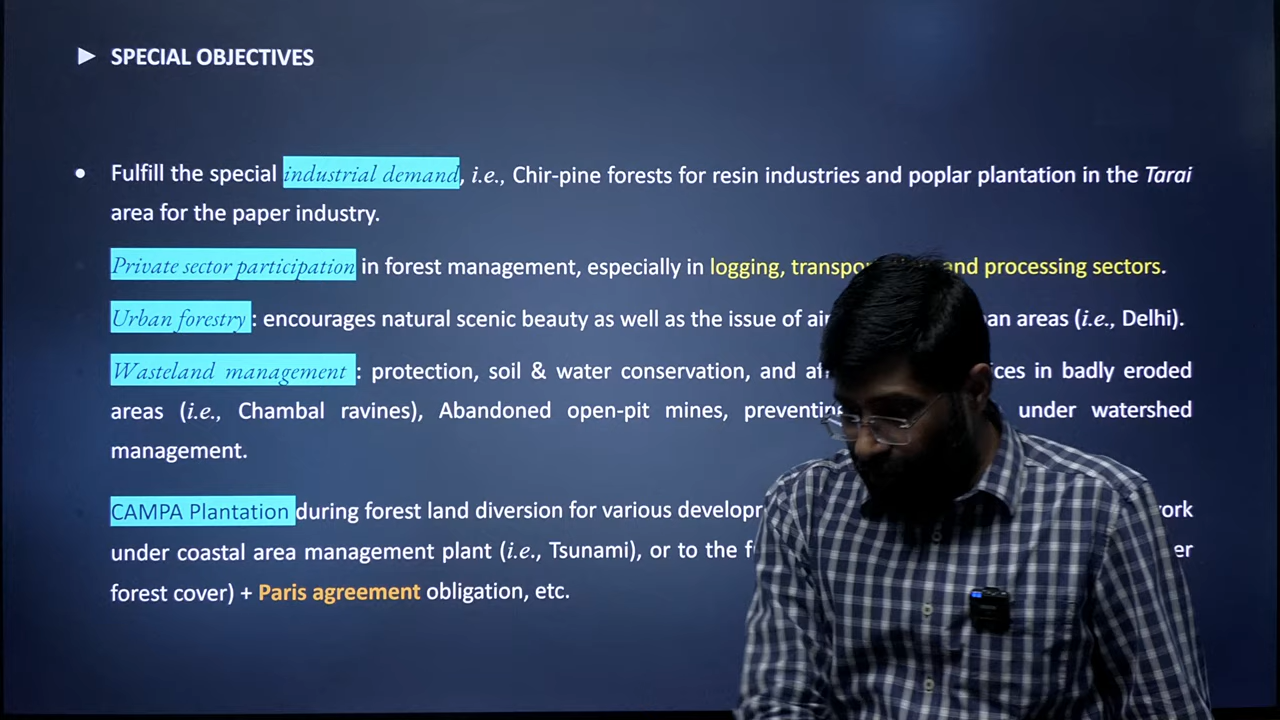 ► SPECIAL OBJECTIVES
• Fulfill the special industrial demand, i.e., Chir-pine forests for resin industries and poplar plantation in the Tarai
area for the paper industry.
Private sector participation in forest management, especially in logging, and processing sectors.
Urban forestry : encourages natural scenic beauty as well as the issue of areas (i.e., Delhi).
Wasteland management : protection, soil & water conservation, and in badly eroded
areas (i.e., Chambal ravines), Abandoned open-pit mines, under watershed
management.
CAMPA Plantation during forest land diversion for various
under coastal area management plant (i.e., Tsunami), or to the
forest cover) + Paris agreement obligation, etc.